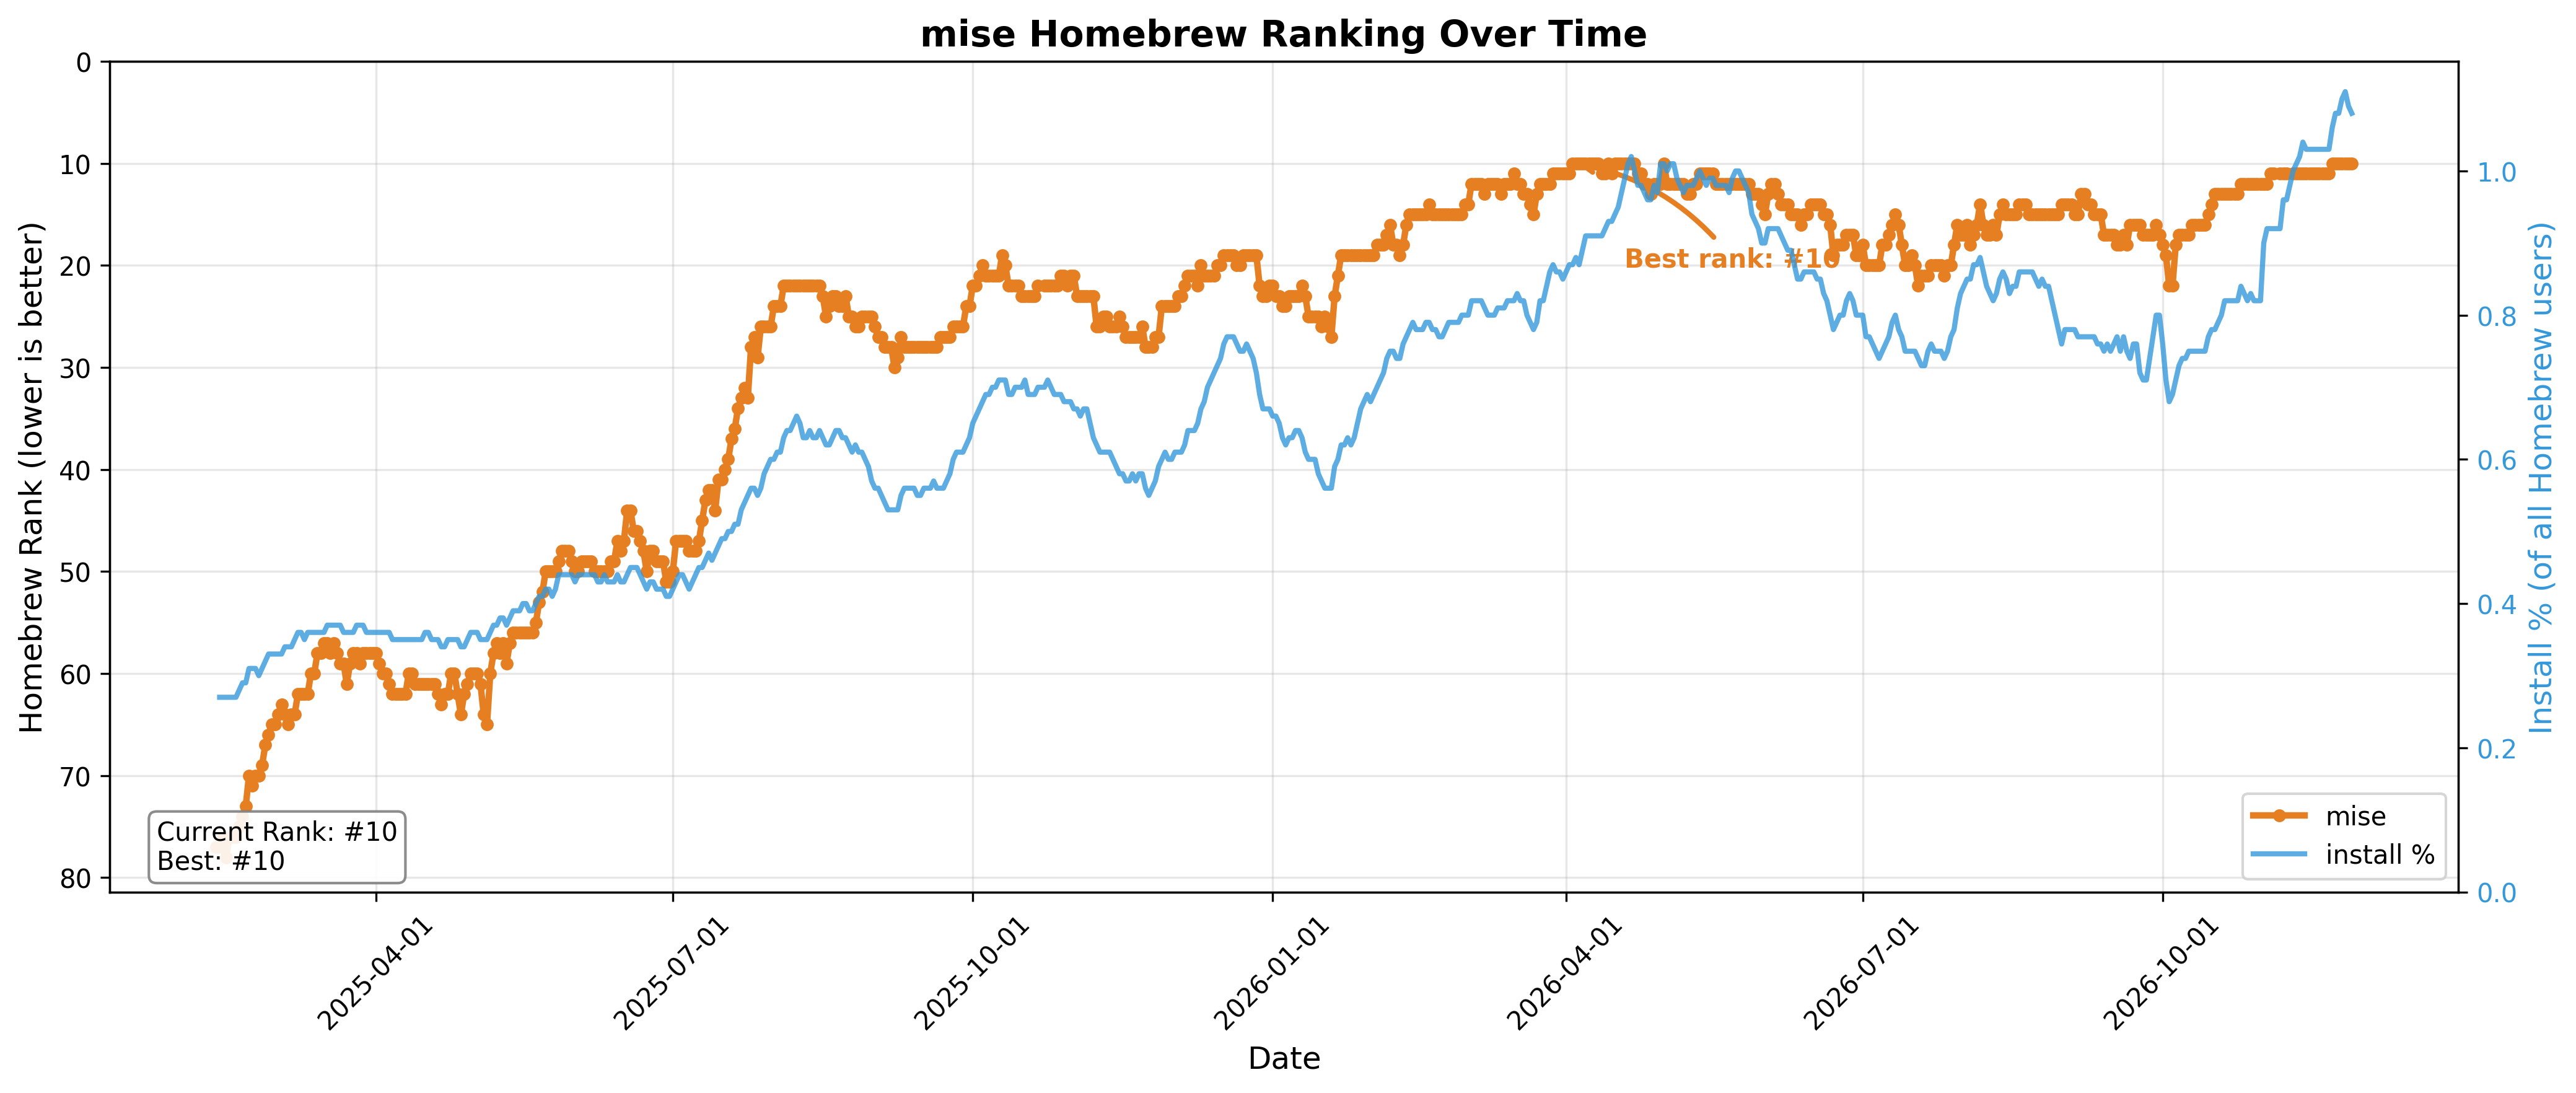 mise Homebrew Ranking Over Time
Homebrew Rank (lower is better)
0
10
20
30
40
50
60
70
80
Best rank: #10
Current Rank: #10
Best: #10
mise
install %
1.0
0.8
0.6
0.4
0.2
0.0
Install % (of all Homebrew users)
2025-04-01
2025-07-01
2025-10-01
2026-01-01
2026-04-01
2026-07-01
2026-10-01
Date